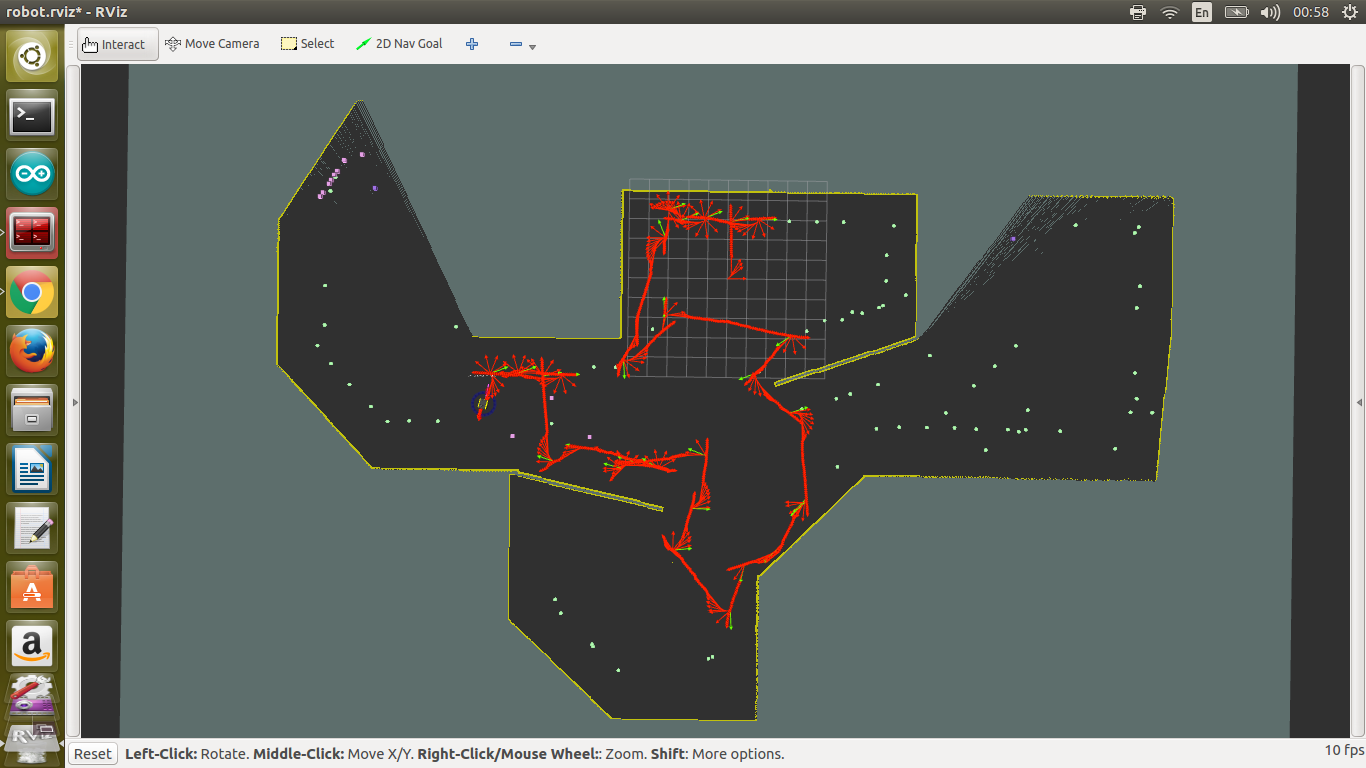 robot.rviz* - RViz
En
00:58
Interact
Move Camera
Select
2D Nav Goal
Reset
Left-Click: Rotate. Middle-Click: Move X/Y. Right-Click/Mouse Wheel:: Zoom. Shift: More options.
10 fps